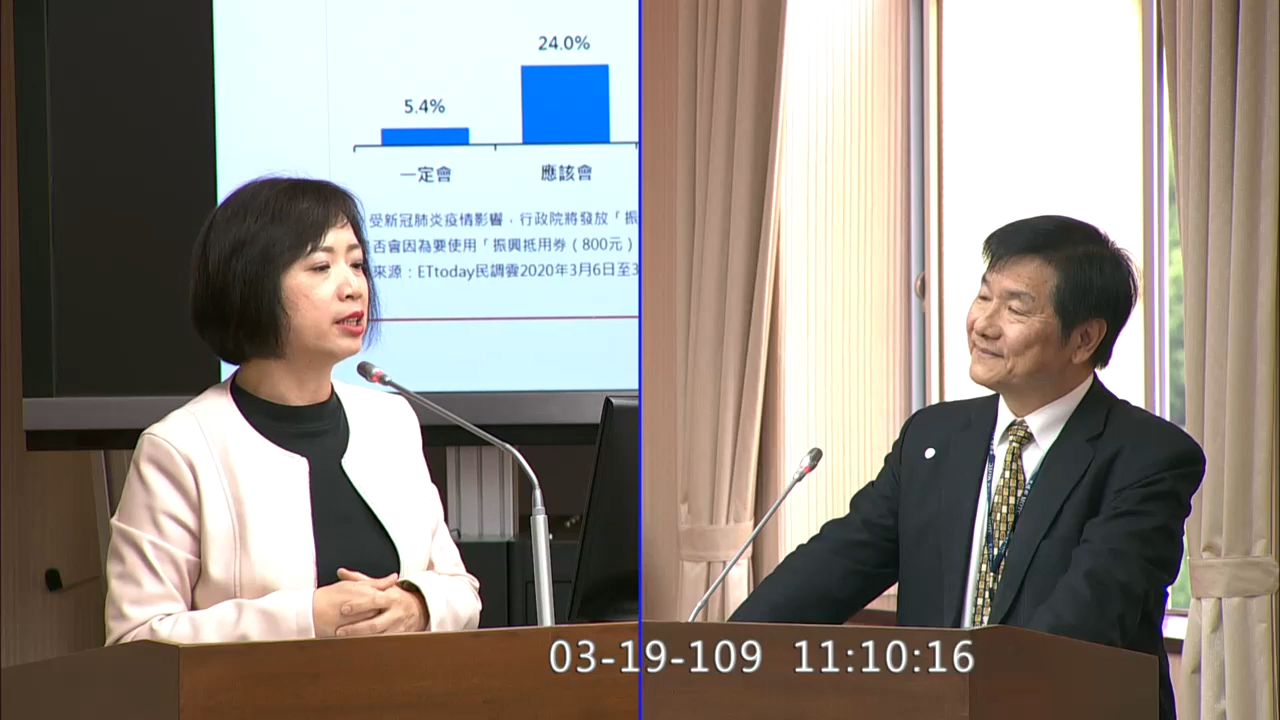 24.0%
5.4%
一定會 應該會
受新冠肺炎疫情影響，行政院將發放「振
否會因為要使用「振興抵用券（800元）
來源：ETtoday民調雲2020年3月6日至3
03-19-109 11:10:16